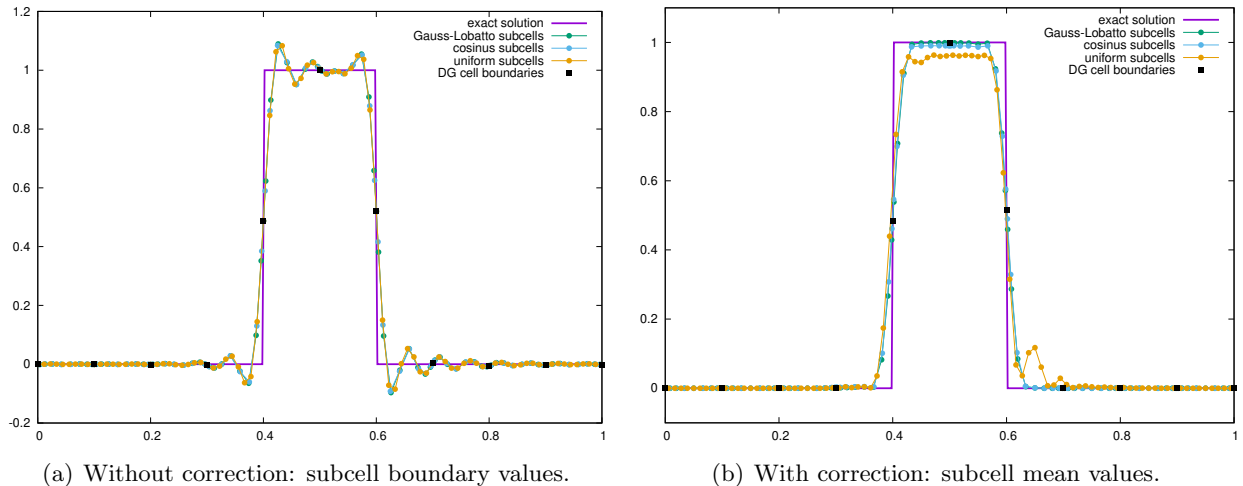 1.2
1
0.8
0.6
0.4
0.2
0
-0.2
0 0.2 0.4 0.6 0.8 1
exact solution
Gauss-Lobatto subcells
cosinus subcells
uniform subcells
DG cell boundaries
(a) Without correction: subcell boundary values.
1
0.8
0.6
0.4
0.2
0
0 0.2 0.4 0.6 0.8 1
exact solution
Gauss-Lobatto subcells
cosinus subcells
uniform subcells
DG cell boundaries
(b) With correction: subcell mean values.